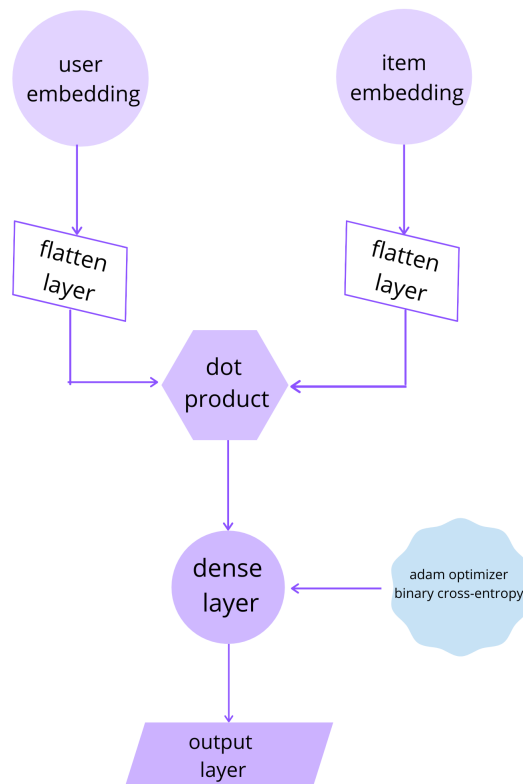 user
embedding
item
embedding
flatten
layer
flatten
layer
dot
product
dense
layer
adam optimizer
binary cross-entropy
output
layer